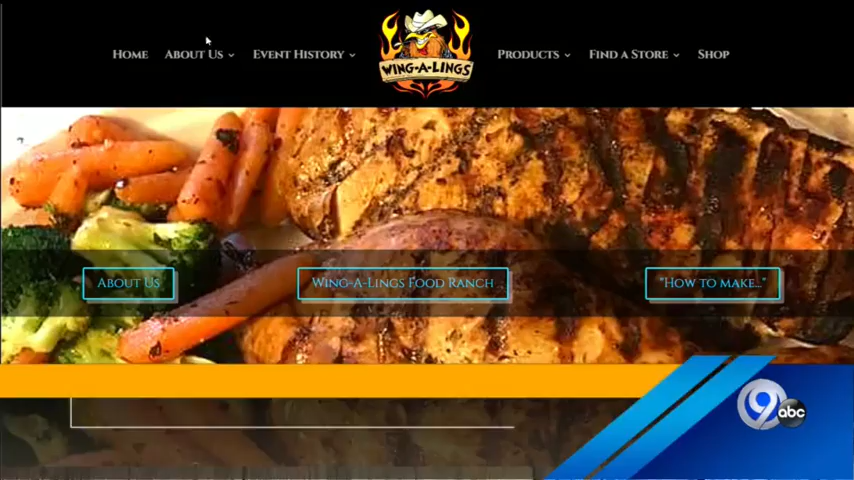 Home
About Us
Event History
WING-A-LINGS
Products
Find a Store
Shop
About Us
Wing-A-Lings Food Ranch
"How to make..."
9 abc